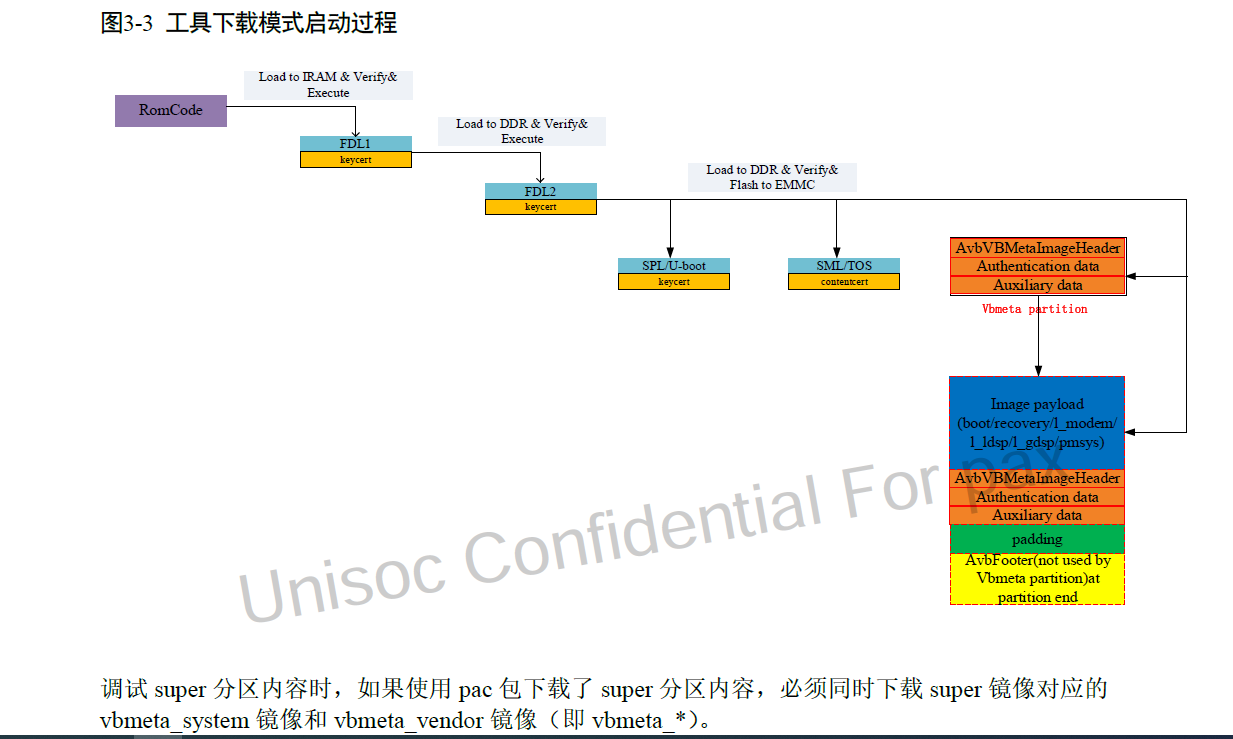 图3-3 工具下载模式启动过程
Load to IRAM & Verify&
Execute
RomCode
FDL1
keycert
Load to DDR & Verify&
Execute
FDL2
keycert
Load to DDR & Verify&
Flash to EMMC
SPL/U-boot
keycert
SML/TOS
contentcert
AvbVBMetaImageHeader
Authentication data
Auxiliary data
Vbmeta partition
Image payload
(boot/recovery/l_modem/
l_ldsp/l_gdsp/pmsys)
AvbVBMetaImageHeader
Authentication data
Auxiliary data
padding
AvbFooter(not used by
Vbmeta partition)at
partition end
Unisoc Confidential For pax
调试 super 分区内容时，如果使用 pac 包下载了 super 分区内容，必须同时下载 super 镜像对应的
vbmeta_system 镜像和 vbmeta_vendor 镜像（即 vbmeta_*）。